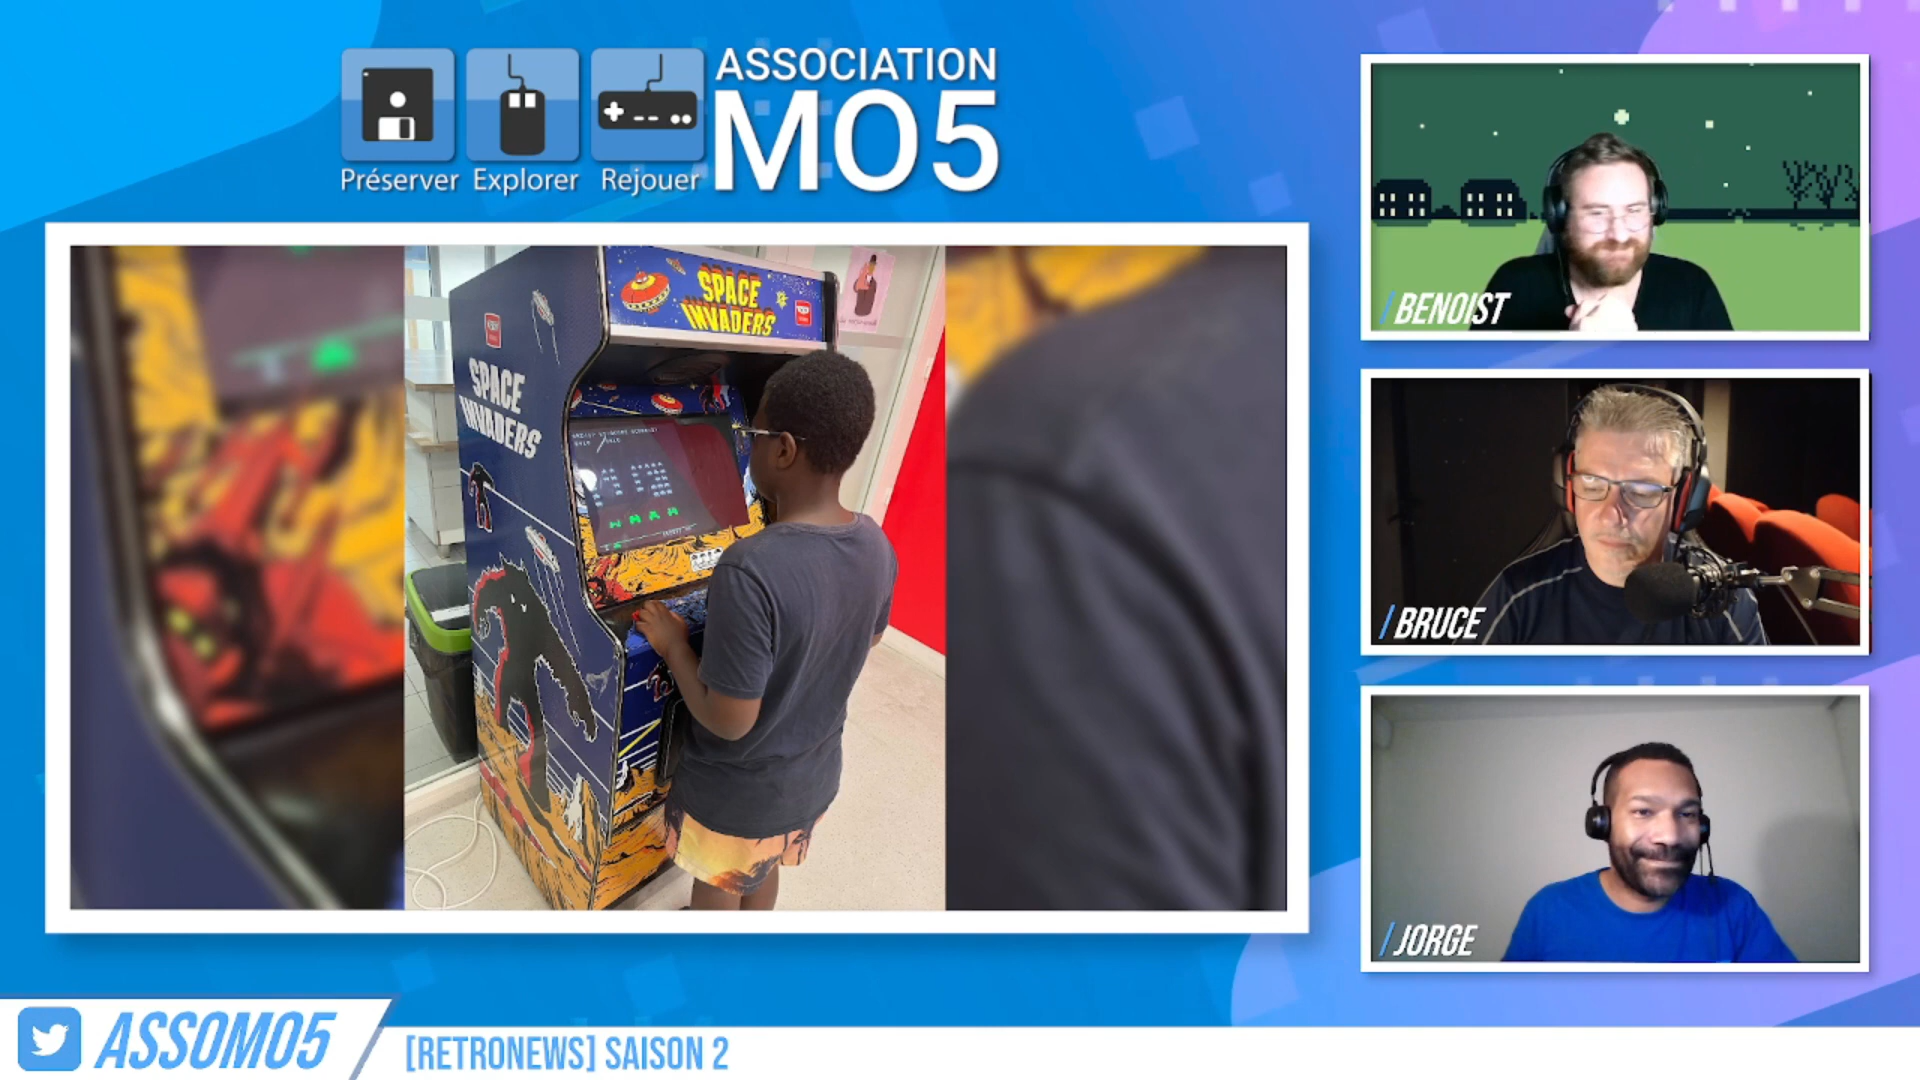 Préserver Explorer Rejouer
ASSOCIATION
MO5
SPACE
INVADERS
SPACE
INVADERS
/BENOIST
/BRUCE
/JORGE
ASSOMO5
[RETRONEWS] SAISON 2